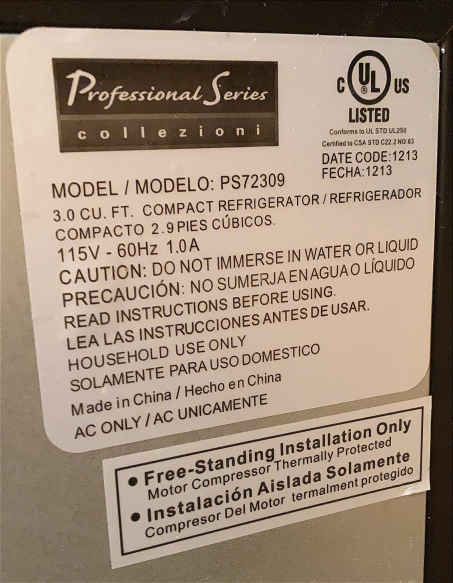 Professional Series
collezioni
C UL US
®
LISTED
Conforms to UL STD UL250
Certified to CSA STD C22.2 NO 63
DATE CODE:1213
FECHA:1213
MODEL / MODELO: PS72309
3.0 CU. FT. COMPACT REFRIGERATOR / REFRIGERADOR
COMPACTO 2.9 PIES CÚBICOS.
115V - 60Hz 1.0A
CAUTION: DO NOT IMMERSE IN WATER OR LIQUID
PRECAUCIÓN: NO SUMERJA EN AGUA O LÍQUIDO
READ INSTRUCTIONS BEFORE USING.
LEA LAS INSTRUCCIONES ANTES DE USAR.
HOUSEHOLD USE ONLY
SOLAMENTE PARA USO DOMESTICO
Made in China / Hecho en China
AC ONLY / AC UNICAMENTE
• Free-Standing Installation Only
Motor Compressor Thermally Protected
• Instalación Aislada Solamente
Compresor Del Motor termalment protegido